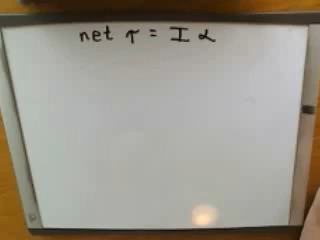 net τ = I α